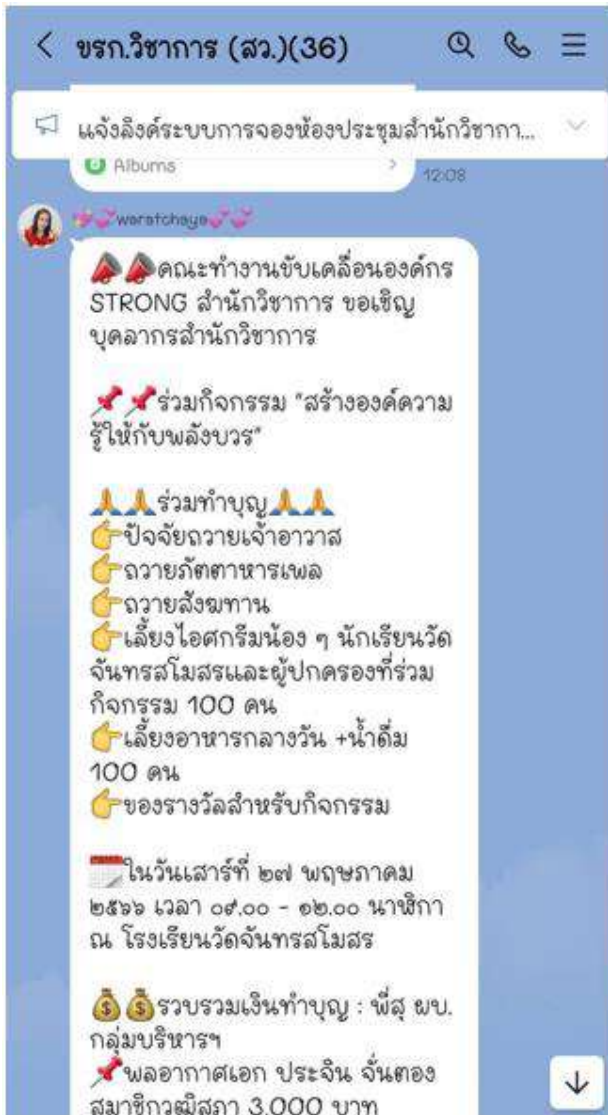 ขรก.วิชาการ (สว.)(36)
แจ้งลิงค์ระบบการจองห้องประชุมสำนักวิชากา...
Albums
12:08
waratchaya
📣📣คณะทำงานขับเคลื่อนองค์กร
STRONG สำนักวิชาการ ขอเชิญ
บุคลากรสำนักวิชาการ
📌📌ร่วมกิจกรรม "สร้างองค์ความ
รู้ให้กับพลังบวร"
🙏🙏ร่วมทำบุญ🙏🙏
👉ปัจจัยถวายเจ้าอาวาส
👉ถวายภัตตาหารเพล
👉ถวายสังฆทาน
👉เลี้ยงไอศกรีมน้อง ๆ นักเรียนวัด
จันทรสโมสรและผู้ปกครองที่ร่วม
กิจกรรม 100 คน
👉เลี้ยงอาหารกลางวัน +น้ำดื่ม
100 คน
👉ของรางวัลสำหรับกิจกรรม
🗓️ในวันเสาร์ที่ ๒๗ พฤษภาคม
๒๕๖๖ เวลา ๐๙.๐๐ - ๑๒.๐๐ นาฬิกา
ณ โรงเรียนวัดจันทรสโมสร
💰💰รวบรวมเงินทำบุญ : พี่สุ ผบ.
กลุ่มบริหารฯ
📌พลอากาศเอก ประจิน จั่นตอง
สมาชิกวุฒิสภา 3,000 บาท